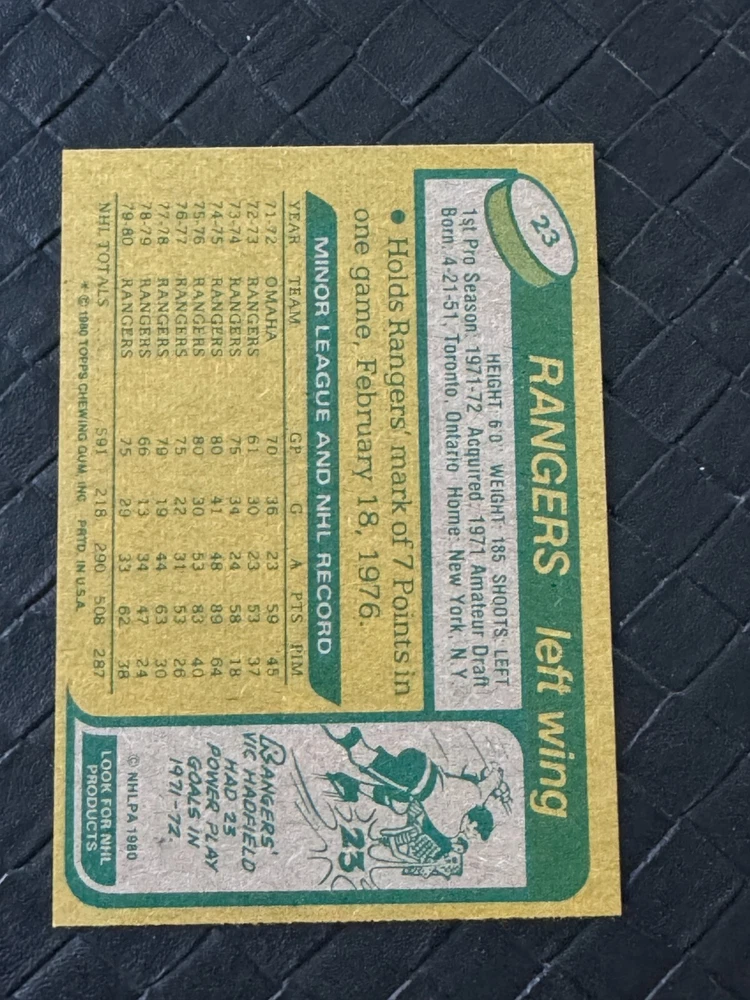 23
RANGERS left wing
HEIGHT 6'0" WEIGHT: 185 SHOOTS: LEFT
1st Pro Season: 1971-72 Acquired: 1971 Amateur Draft
Born: 4-21-51, Toronto, Ontario Home: New York, N.Y.
• Holds Rangers' mark of 7 Points in
one game, February 18, 1976.
MINOR LEAGUE AND NHL RECORD
YEAR TEAM GP G A PTS PIM
71-72 OMAHA 70 36 23 59 45
72-73 RANGERS 61 30 23 53 37
73-74 RANGERS 75 34 24 58 18
74-75 RANGERS 80 41 48 89 64
75-76 RANGERS 80 30 53 83 40
76-77 RANGERS 75 22 31 53 26
77-78 RANGERS 79 19 44 63 30
78-79 RANGERS 66 13 34 47 24
79-80 RANGERS 75 29 33 62 38
NHL TOTALS 591 218 290 508 287
* © 1980 TOPPS CHEWING GUM, INC. PRTD. IN U.S.A.
23
RANGERS'
VIC HADFIELD
HAD 23
POWER PLAY
GOALS IN
1971-72.
© NHLPA 1980
LOOK FOR NHL
PRODUCTS